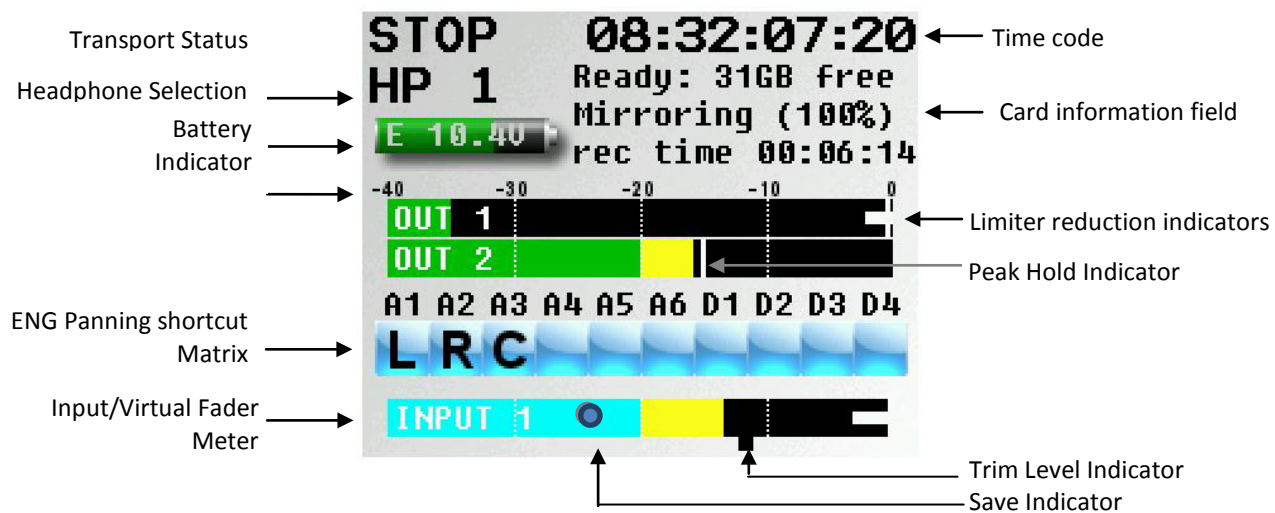 Transport Status
STOP 08:32:07:20
Time code
Headphone Selection
HP 1
Ready: 31GB free
Mirroring (100%)
Card information field
Battery
Indicator
E 10.4V
rec time 00:06:14
-40 -30 -20 -10 0
OUT 1
Limiter reduction indicators
OUT 2
Peak Hold Indicator
A1 A2 A3 A4 A5 A6 D1 D2 D3 D4
ENG Panning shortcut
Matrix
L R C
Input/Virtual Fader
Meter
INPUT 1
Trim Level Indicator
Save Indicator